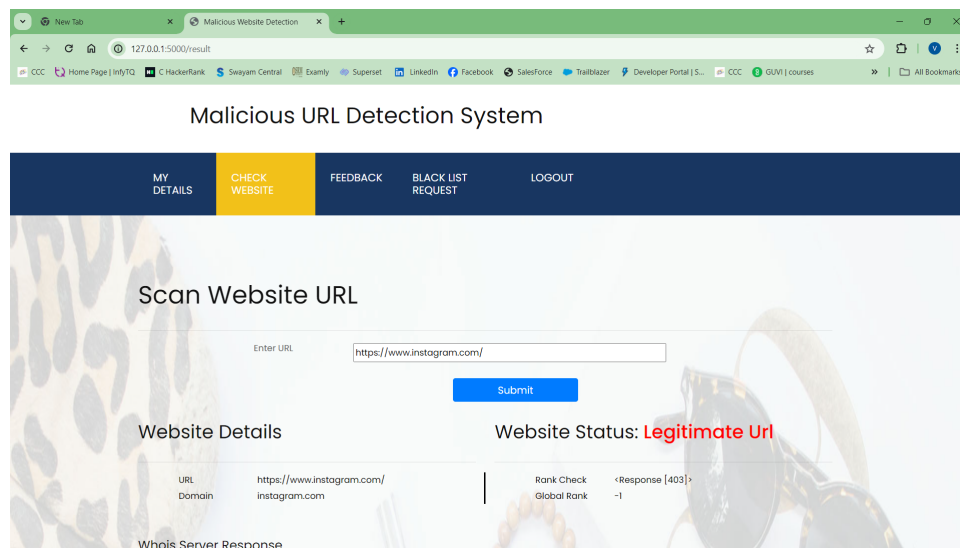 New Tab
Malicious Website Detection
127.0.0.1:5000/result
V
CCC Home Page | InfyTQ C HackerRank Swayam Central Examly Superset LinkedIn Facebook SalesForce Trailblazer Developer Portal | S... CCC GUVI | courses » All Bookmarks
Malicious URL Detection System
MY DETAILS
CHECK WEBSITE
FEEDBACK
BLACK LIST REQUEST
LOGOUT
Scan Website URL
Enter URL https://www.instagram.com/
Submit
Website Details
Website Status: Legitimate Url
URL https://www.instagram.com/
Domain instagram.com
Rank Check <Response [403]>
Global Rank -1
Whois Server Response